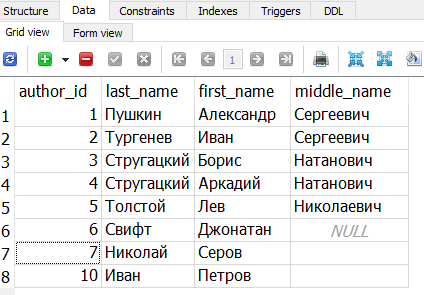 Structure Data Constraints Indexes Triggers DDL
Grid view Form view
1
author_id last_name first_name middle_name
1 1 Пушкин Александр Сергеевич
2 2 Тургенев Иван Сергеевич
3 3 Стругацкий Борис Натанович
4 4 Стругацкий Аркадий Натанович
5 5 Толстой Лев Николаевич
6 6 Свифт Джонатан NULL
7 7 Николай Серов
8 10 Иван Петров